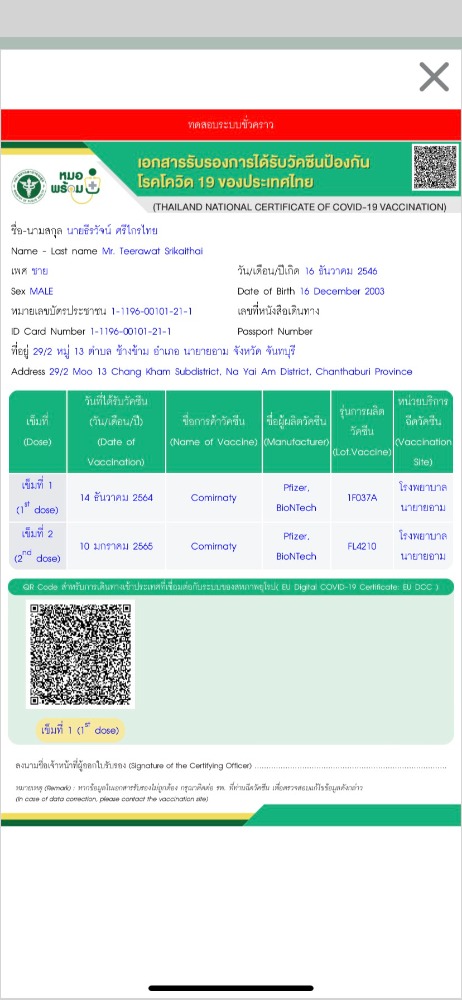 ทดสอบระบบชั่วคราว
หมอ
พร้อม
เอกสารรับรองการได้รับวัคซีนป้องกัน
โรคโควิด 19 ของประเทศไทย
(THAILAND NATIONAL CERTIFICATE OF COVID-19 VACCINATION)
ชื่อ-นามสกุล นายธีรวัจน์ ศรีไกรไทย
Name - Last name Mr. Teerawat Srikaithai
เพศ ชาย วัน/เดือน/ปีเกิด 16 ธันวาคม 2546
Sex MALE Date of Birth 16 December 2003
หมายเลขบัตรประชาชน 1-1196-00101-21-1 เลขที่หนังสือเดินทาง
ID Card Number 1-1196-00101-21-1 Passport Number
ที่อยู่ 29/2 หมู่ 13 ตำบล ช้างข้าม อำเภอ นายายอาม จังหวัด จันทบุรี
Address 29/2 Moo 13 Chang Kham Subdistrict, Na Yai Am District, Chanthaburi Province
เข็มที่
(Dose)
วันที่ได้รับวัคซีน
(วัน/เดือน/ปี)
(Date of
Vaccination)
ชื่อการค้าวัคซีน
(Name of Vaccine)
ชื่อผู้ผลิตวัคซีน
(Manufacturer)
รุ่นการผลิต
วัคซีน
(Lot.Vaccine)
หน่วยบริการ
ฉีดวัคซีน
(Vaccination
Site)
เข็มที่ 1
(1st dose)
14 ธันวาคม 2564
Comirnaty
Pfizer,
BioNTech
1F037A
โรงพยาบาล
นายายอาม
เข็มที่ 2
(2nd dose)
10 มกราคม 2565
Comirnaty
Pfizer,
BioNTech
FL4210
โรงพยาบาล
นายายอาม
QR Code สำหรับการเดินทางเข้าประเทศที่เชื่อมต่อกับระบบของสหภาพยุโรป( EU Digital COVID-19 Certificate: EU DCC )
เข็มที่ 1 (1st dose)
ลงนามชื่อเจ้าหน้าที่ผู้ออกใบรับรอง (Signature of the Certifying Officer)
หมายเหตุ (Remark) : หากข้อมูลในเอกสารรับรองไม่ถูกต้อง กรุณาติดต่อ รพ. ที่ท่านฉีดวัคซีน เพื่อตรวจสอบแก้ไขข้อมูลดังกล่าว
(In case of data correction, please contact the vaccination site)